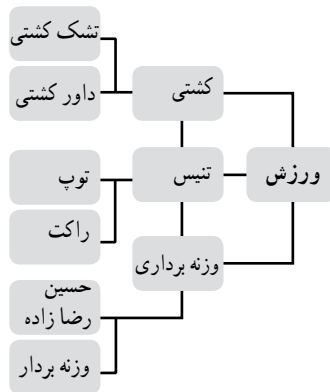 ورزش
کشتی
تشک کشتی
داور کشتی
تنیس
توپ
راکت
وزنه برداری
حسین
رضا زاده
وزنه بردار